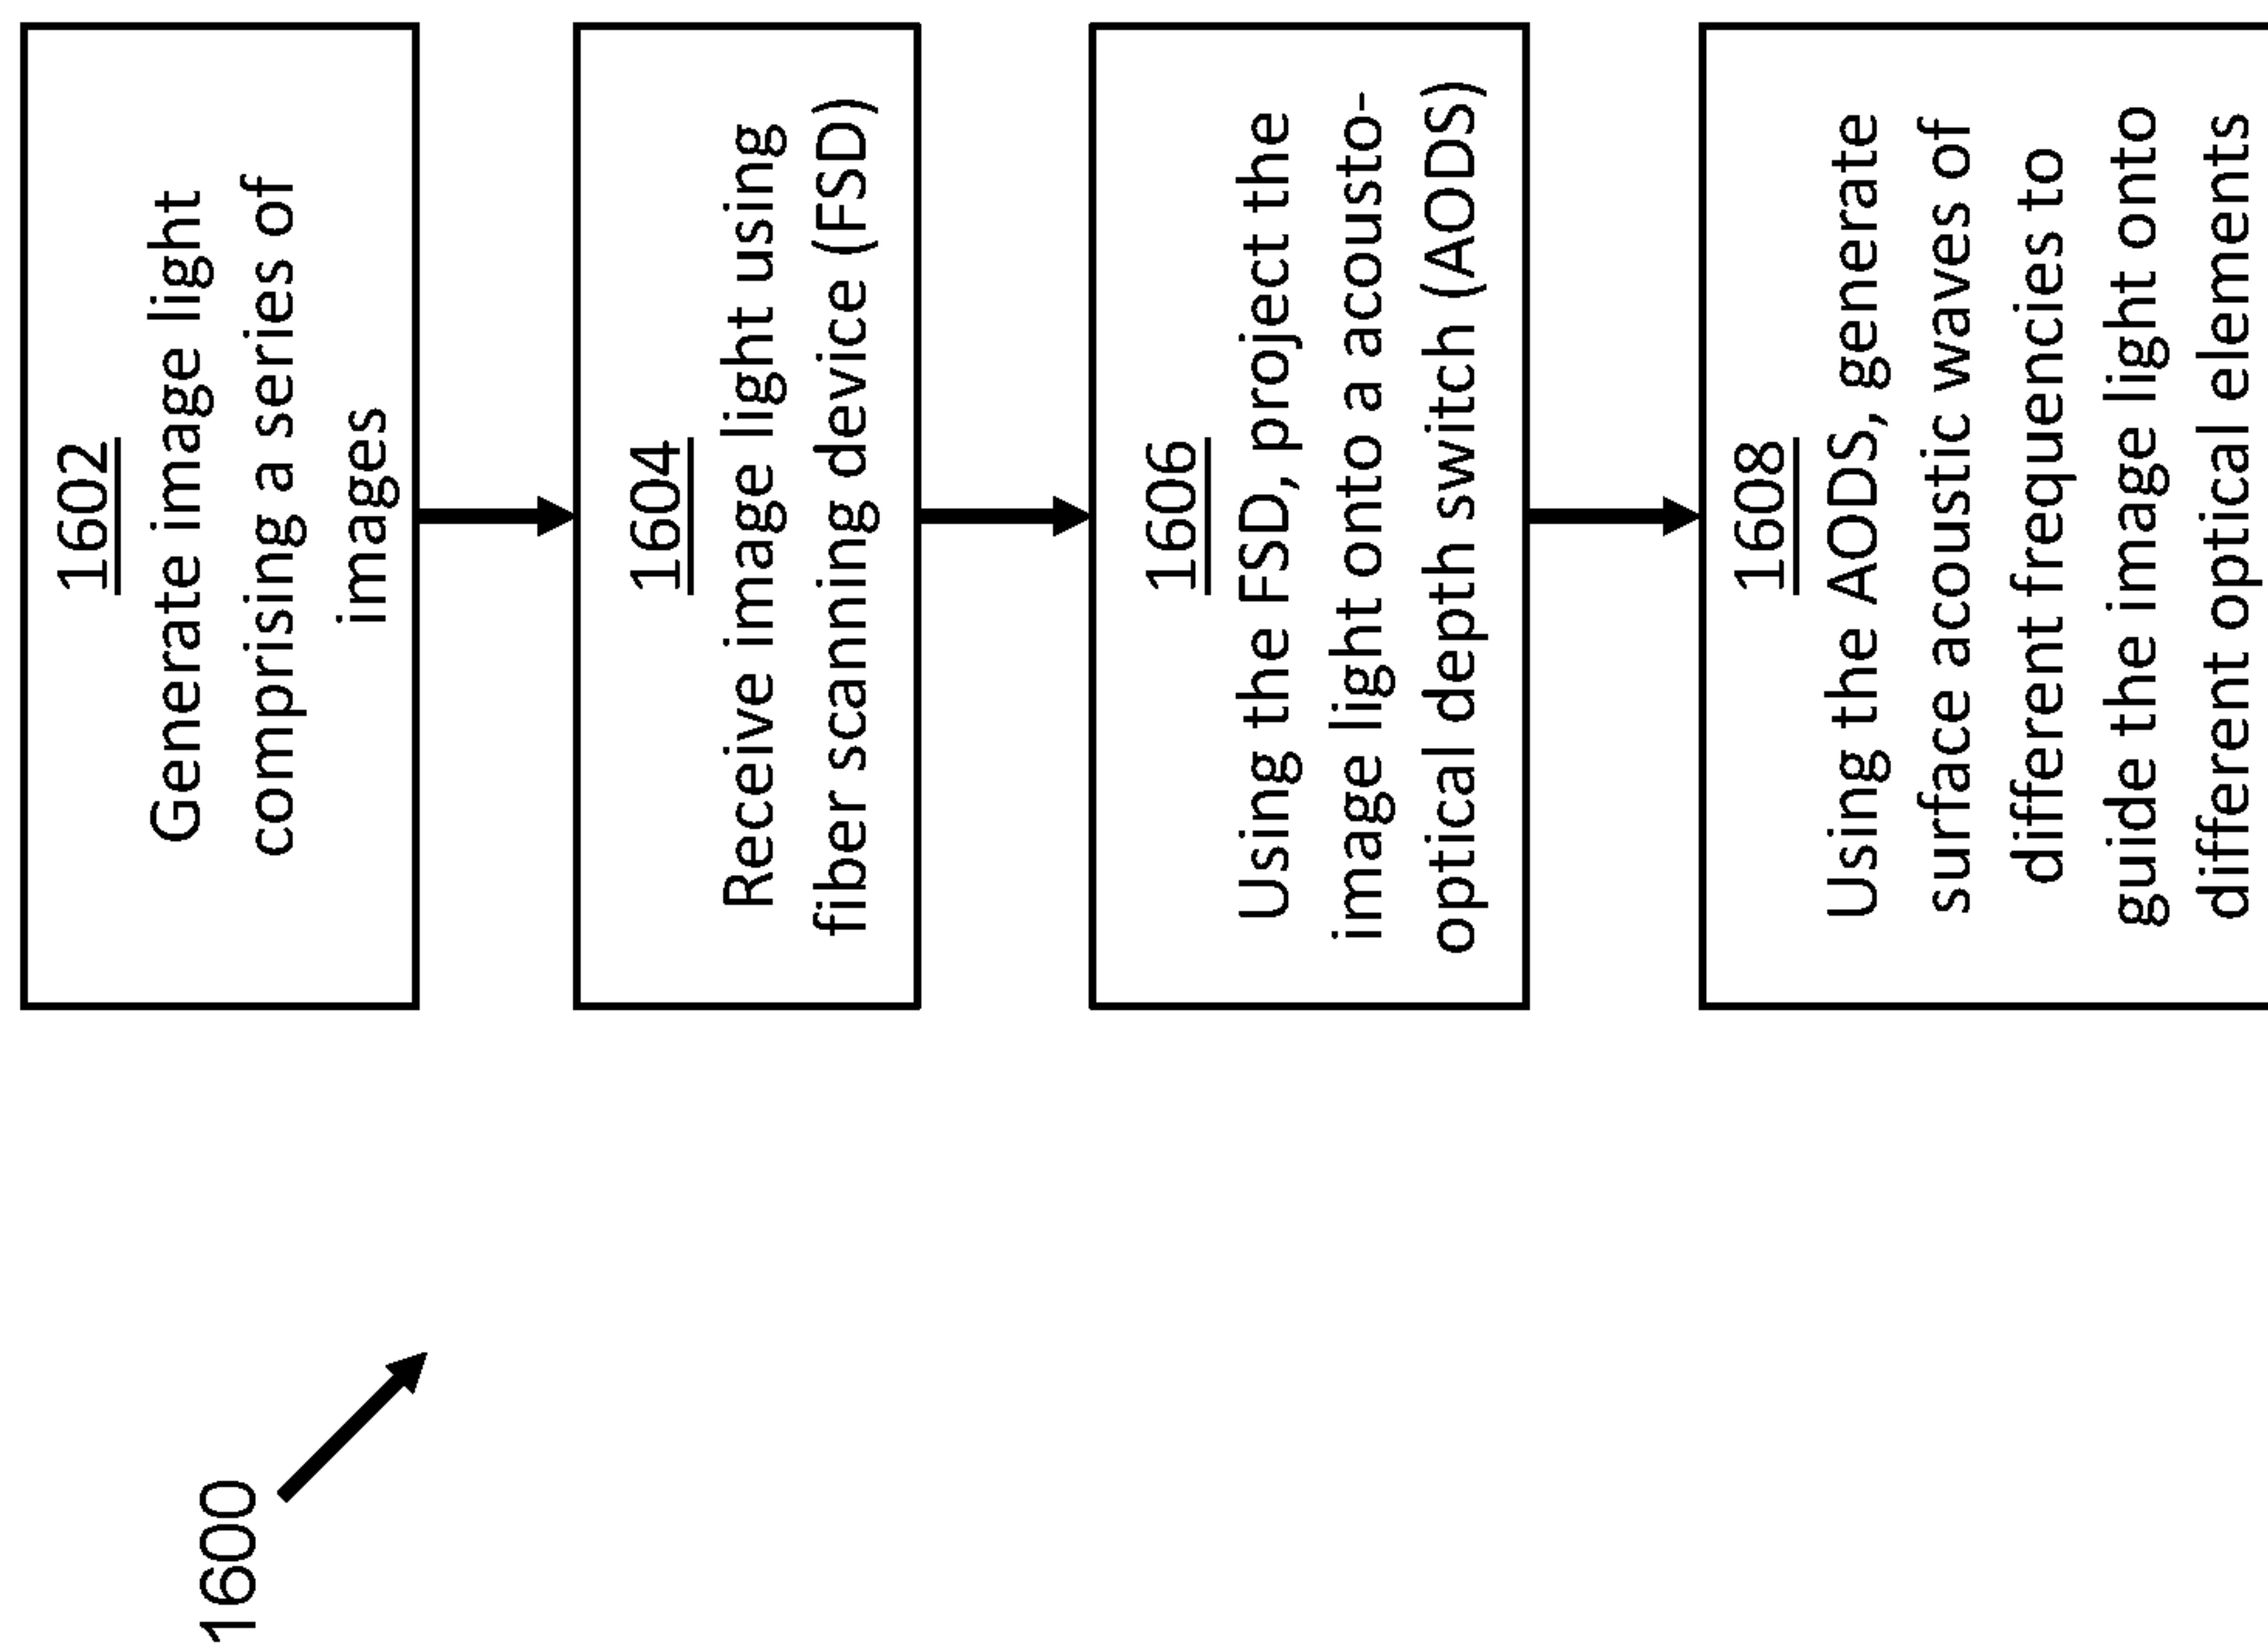 1600
1602
Generate image light
comprising a series of
images
1604
Receive image light using
fiber scanning device (FSD)
1606
Using the FSD, project the
image light onto a acousto-
optical depth switch (AODS)
1608
Using the AODS, generate
surface acoustic waves of
different frequencies to
guide the image light onto
different optical elements